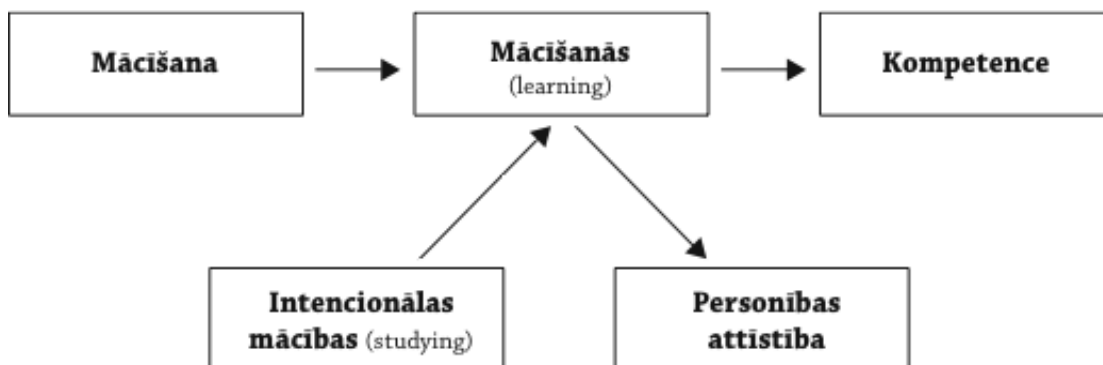 Mācīšana
Mācīšanās
(learning)
Kompetence
Intencionālas
mācības (studying)
Personības
attīstība